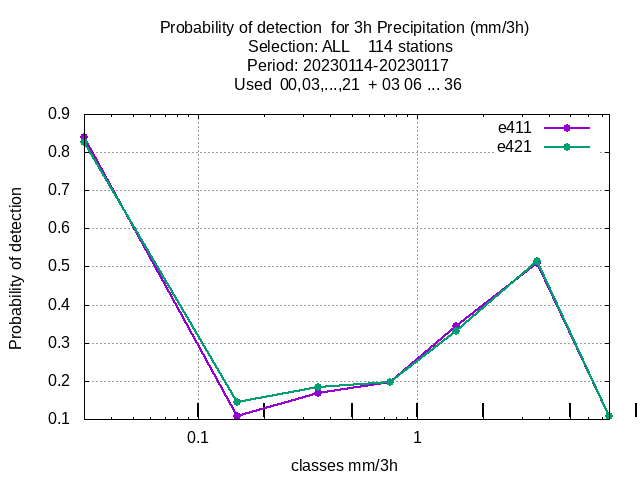 Probability of detection  for 3h Precipitation (mm/3h)
Selection: ALL    114 stations
Period: 20230114-20230117
Used  00,03,...,21  + 03 06 ... 36
e411
e421
0.9
0.8
0.7
0.6
0.5
0.4
0.3
0.2
0.1
Probability of detection
0.1
1
classes mm/3h